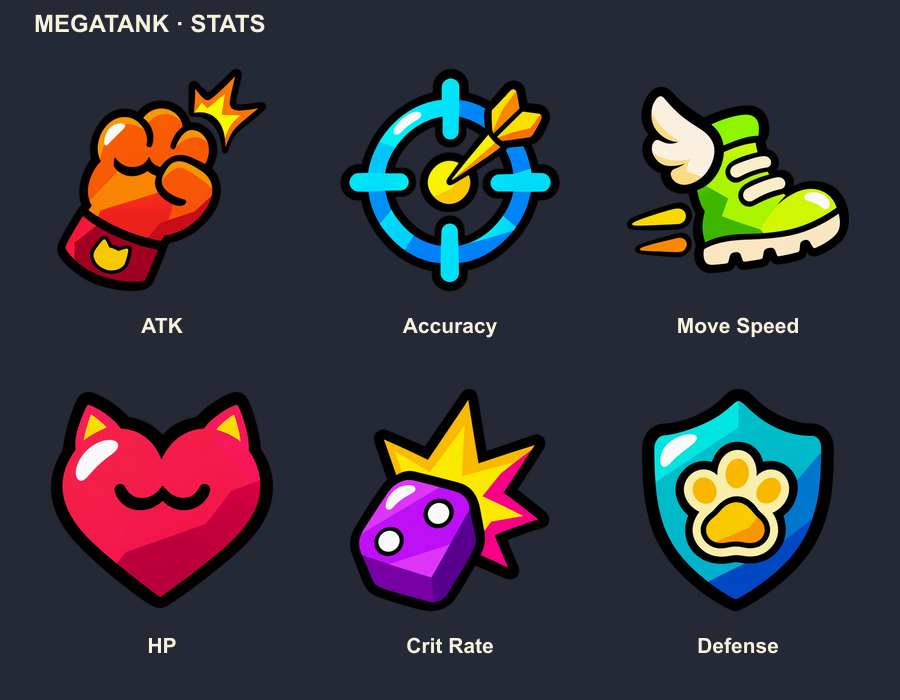 MEGATANK · STATS
ATK
Accuracy
Move Speed
HP
Crit Rate
Defense